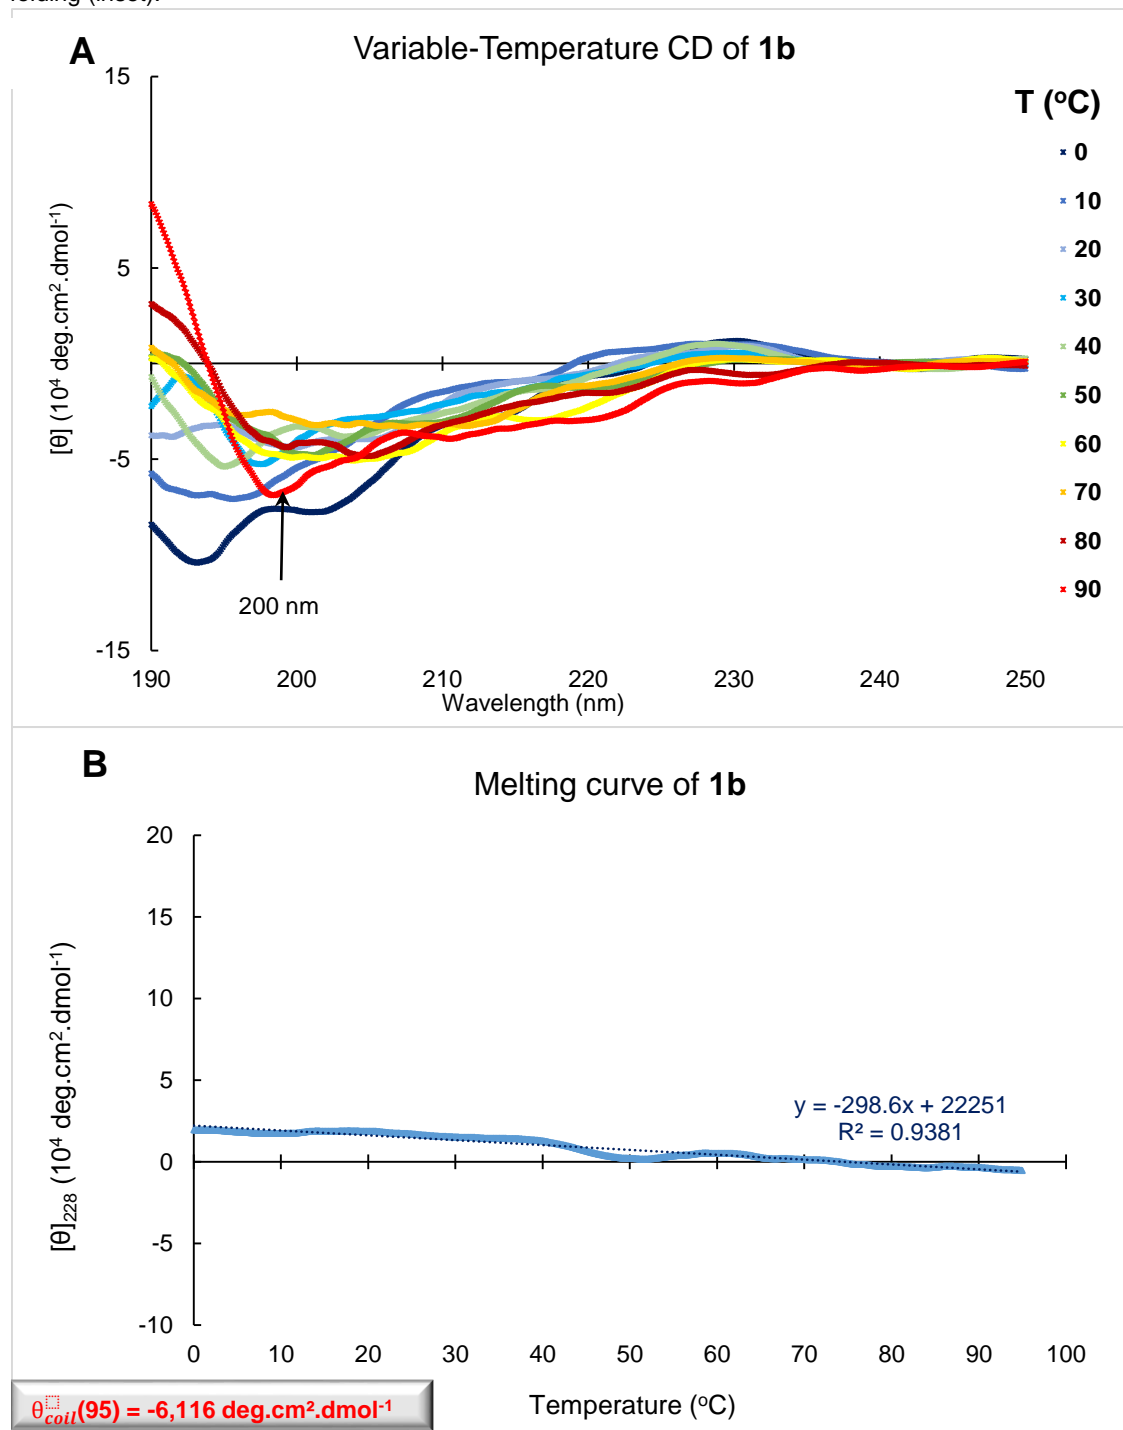 folding (inset).
A
Variable-Temperature CD of 1b
15
5
-5
-15
[θ] (10⁴ deg.cm².dmol⁻¹)
T (ᵒC)
0
10
20
30
40
50
60
70
80
90
200 nm
190 200 210 220 230 240 250
Wavelength (nm)
B
Melting curve of 1b
20
15
10
5
0
-5
-10
[θ]₂₂₈ (10⁴ deg.cm².dmol⁻¹)
y = -298.6x + 22251
R² = 0.9381
0 10 20 30 40 50 60 70 80 90 100
Temperature (ᵒC)
θcoil(95) = -6,116 deg.cm².dmol⁻¹